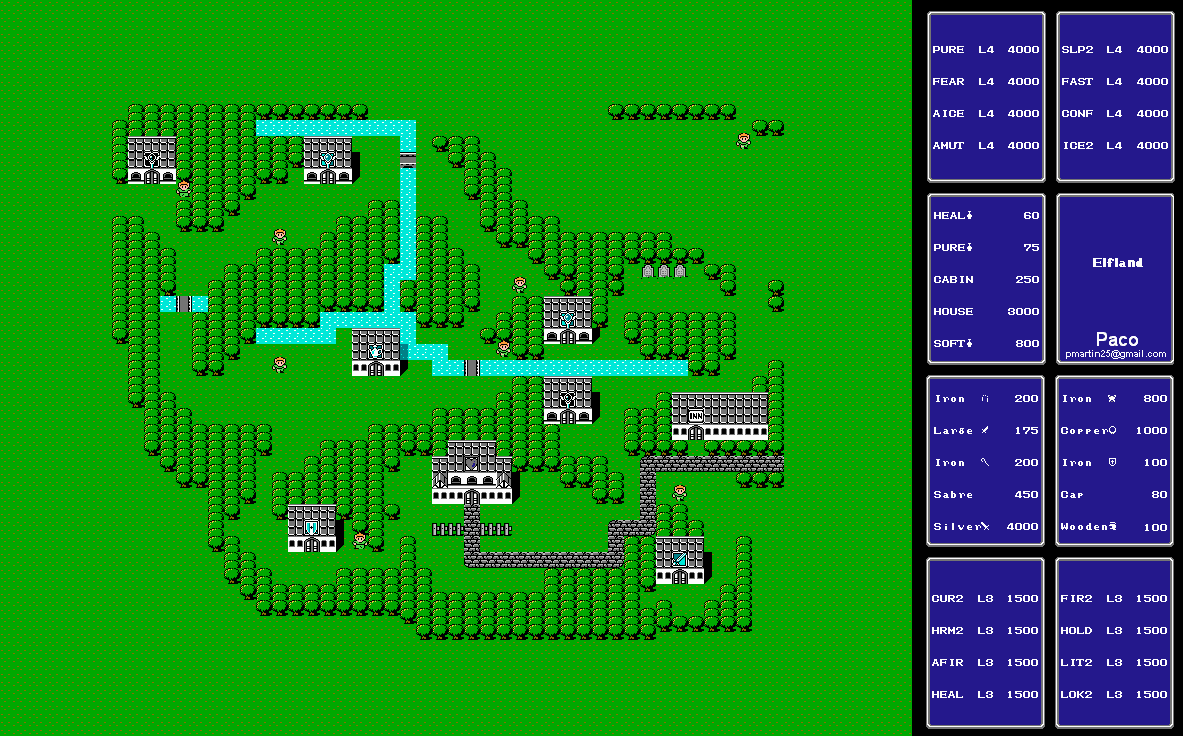 PURE L4 4000
FEAR L4 4000
AICE L4 4000
AMUT L4 4000
SLP2 L4 4000
FAST L4 4000
CONF L4 4000
ICE2 L4 4000
HEAL 60
PURE 75
CABIN 250
HOUSE 3000
SOFT 800
Elfland
Paco
pmartin25@gmail.com
Iron 200
Large 175
Iron 200
Sabre 450
Silver 4000
Iron 800
Copper 1000
Iron 100
Cap 80
Wooden 100
CUR2 L3 1500
HRM2 L3 1500
AFIR L3 1500
HEAL L3 1500
FIR2 L3 1500
HOLD L3 1500
LIT2 L3 1500
LOK2 L3 1500
INN